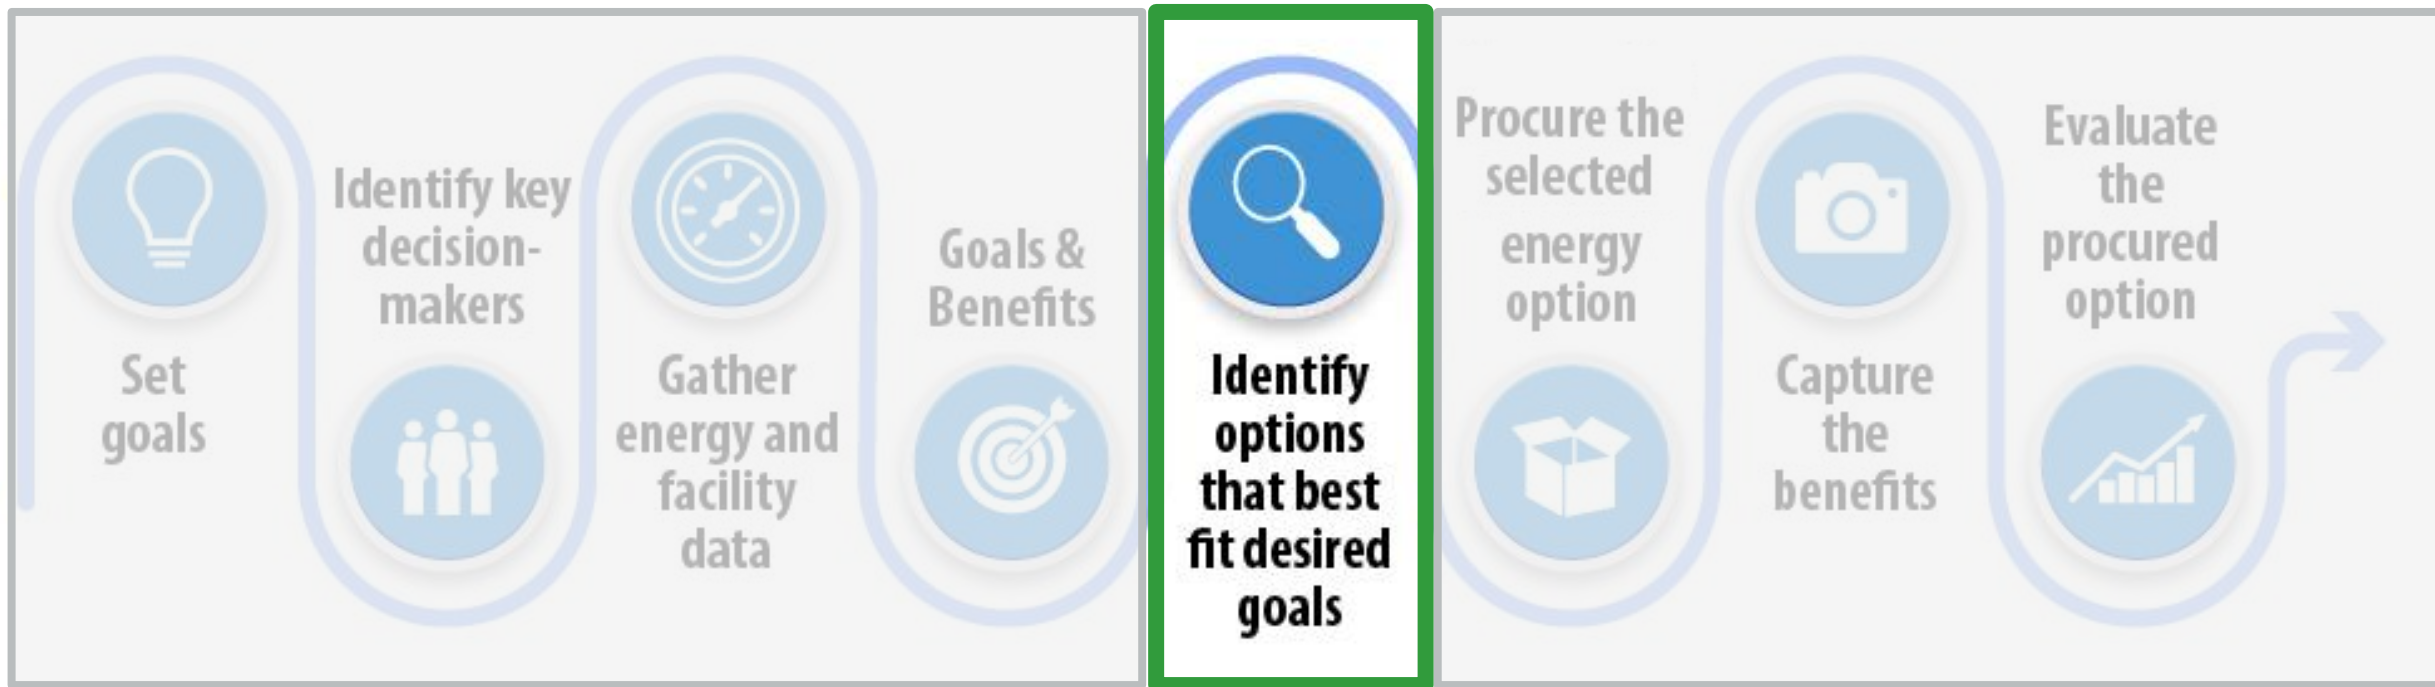 Set
goals
Identify key
decision-
makers
Gather
energy and
facility
data
Goals &
Benefits
Identify
options
that best
fit desired
goals
Procure the
selected
energy
option
Capture
the
benefits
Evaluate
the
procured
option